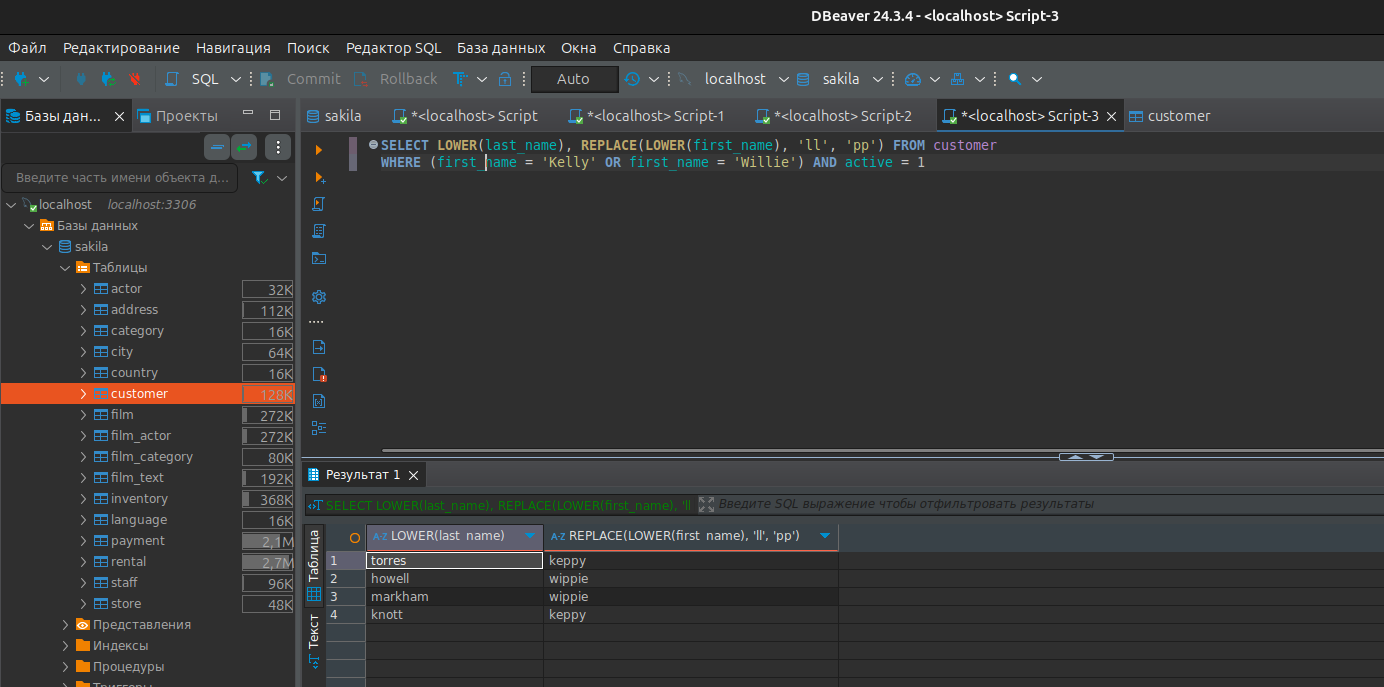 DBeaver 24.3.4 - <localhost> Script-3
Файл Редактирование Навигация Поиск Редактор SQL База данных Окна Справка
SQL Commit Rollback Auto localhost sakila
Базы дан... Проекты
sakila *<localhost> Script *<localhost> Script-1 *<localhost> Script-2 *<localhost> Script-3 customer
Введите часть имени объекта д...
localhost localhost:3306
Базы данных
sakila
Таблицы
actor 32K
address 112K
category 16K
city 64K
country 16K
customer 128K
film 272K
film_actor 272K
film_category 80K
film_text 192K
inventory 368K
language 16K
payment 2,1M
rental 2,7M
staff 96K
store 48K
Представления
Индексы
Процедуры
Триггеры
SELECT LOWER(last_name), REPLACE(LOWER(first_name), 'll', 'pp') FROM customer
WHERE (first_name = 'Kelly' OR first_name = 'Willie') AND active = 1
Результат 1
SELECT LOWER(last_name), REPLACE(LOWER(first_name), 'll Введите SQL выражение чтобы отфильтровать результаты
Таблица
Текст
A-Z LOWER(last_name) A-Z REPLACE(LOWER(first_name), 'll', 'pp')
1 torres keppy
2 howell wippie
3 markham wippie
4 knott keppy